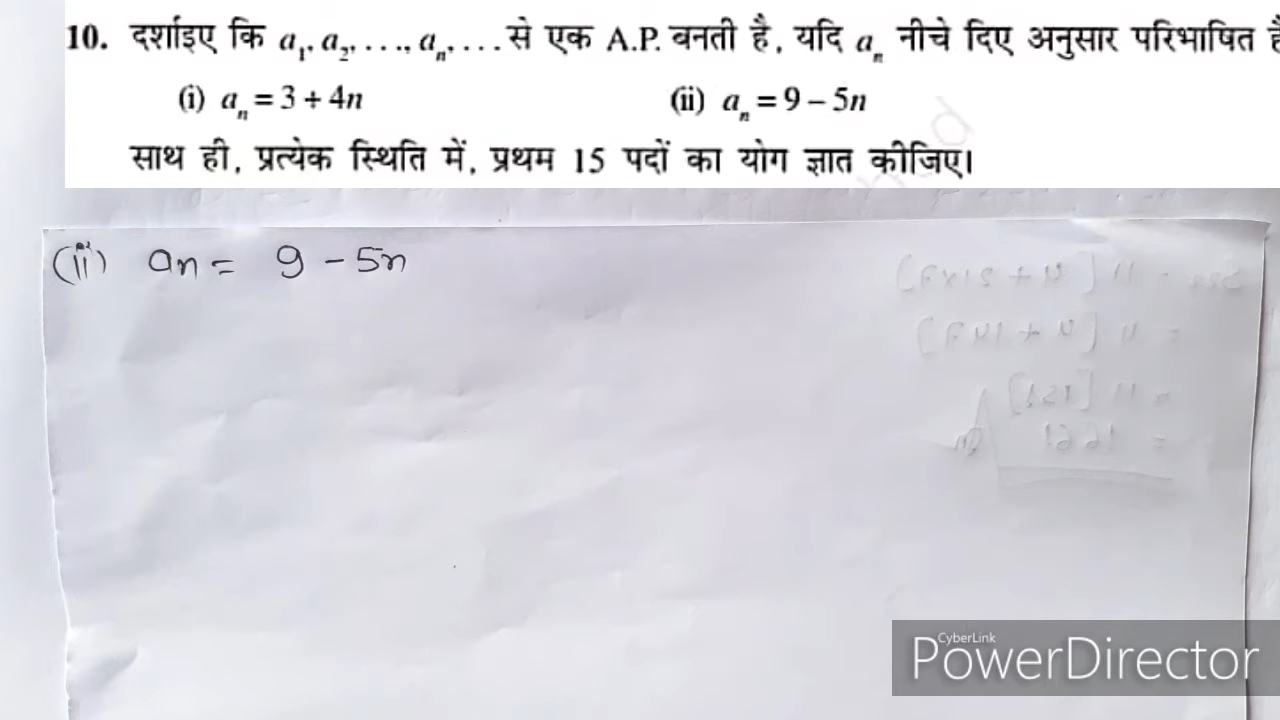 10. दर्शाइए कि a₁, a₂, . . ., aₙ, . . . से एक A.P. बनती है, यदि aₙ नीचे दिए अनुसार परिभाषित है
(i) aₙ = 3 + 4n (ii) aₙ = 9 – 5n
साथ ही, प्रत्येक स्थिति में, प्रथम 15 पदों का योग ज्ञात कीजिए।
(ii) an = 9 - 5n
CyberLink
PowerDirector